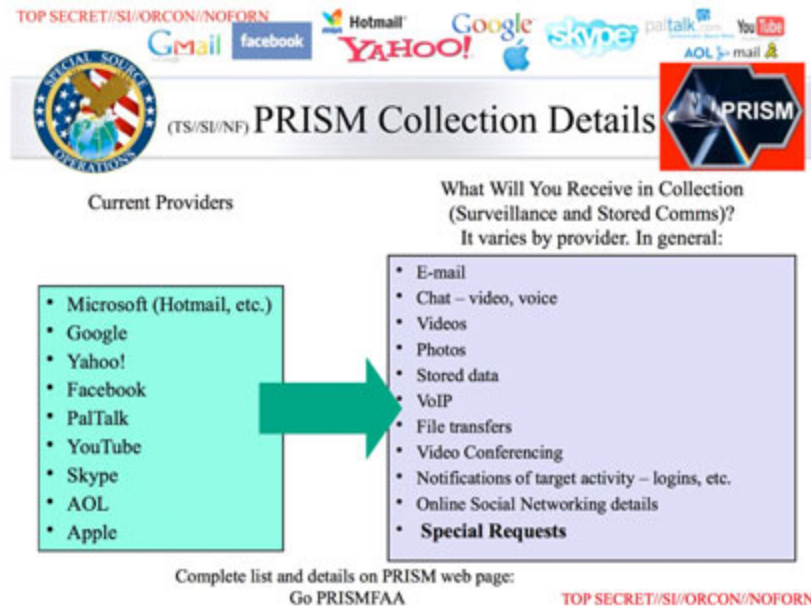 TOP SECRET//SI//ORCON//NOFORN
Gmail
facebook
Hotmail
YAHOO!
Google
skype
paltalk.com
YouTube
AOL mail
SPECIAL SOURCE
OPERATIONS
(TS//SI//NF) PRISM Collection Details
PRISM
Current Providers
What Will You Receive in Collection
(Surveillance and Stored Comms)?
It varies by provider. In general:
• Microsoft (Hotmail, etc.)
• Google
• Yahoo!
• Facebook
• PalTalk
• YouTube
• Skype
• AOL
• Apple
• E-mail
• Chat – video, voice
• Videos
• Photos
• Stored data
• VoIP
• File transfers
• Video Conferencing
• Notifications of target activity – logins, etc.
• Online Social Networking details
• Special Requests
Complete list and details on PRISM web page:
Go PRISMFAA
TOP SECRET//SI//ORCON//NOFORN